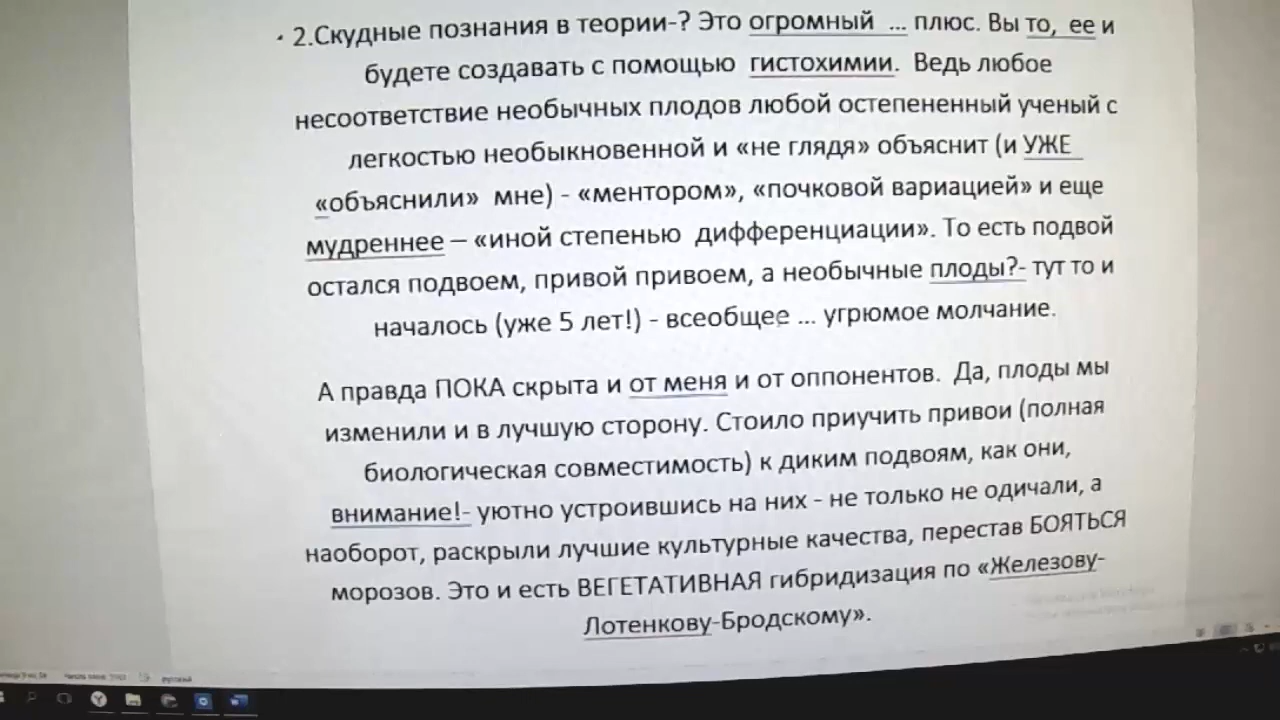 2.Скудные познания в теории-? Это огромный ... плюс. Вы то, ее и
будете создавать с помощью гистохимии. Ведь любое
несоответствие необычных плодов любой остепененный ученый с
легкостью необыкновенной и «не глядя» объяснит (и УЖЕ
«объяснили» мне) - «ментором», «почковой вариацией» и еще
мудреннее – «иной степенью дифференциации». То есть подвой
остался подвоем, привой привоем, а необычные плоды?- тут то и
началось (уже 5 лет!) - всеобщее ... угрюмое молчание.
А правда ПОКА скрыта и от меня и от оппонентов. Да, плоды мы
изменили и в лучшую сторону. Стоило приучить привои (полная
биологическая совместимость) к диким подвоям, как они,
внимание!- уютно устроившись на них - не только не одичали, а
наоборот, раскрыли лучшие культурные качества, перестав БОЯТЬСЯ
морозов. Это и есть ВЕГЕТАТИВНАЯ гибридизация по «Железову-
Лотенкову-Бродскому».
русский